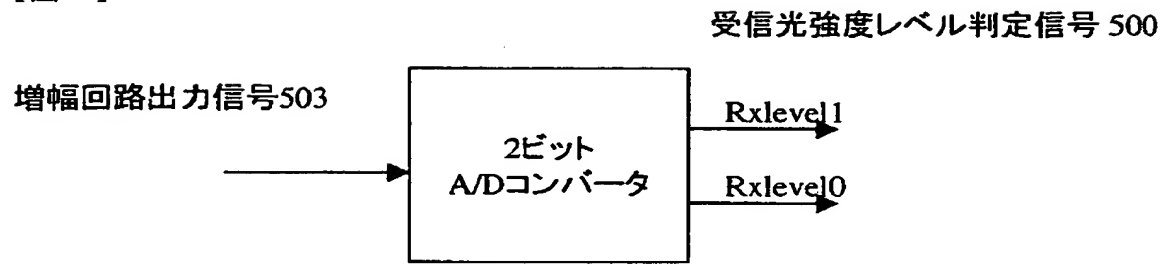 受信光強度レベル判定信号 500
増幅回路出力信号503
Rxlevel1
2ビット
A/Dコンバータ
Rxlevel0